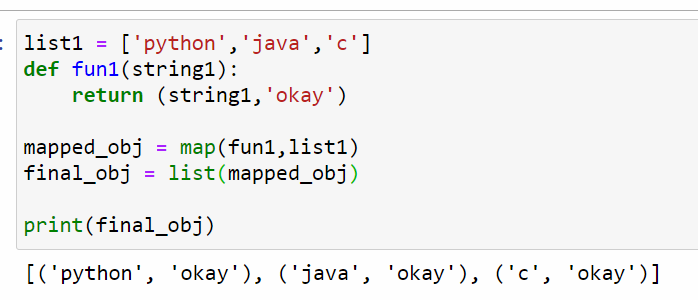 list1 = ['python','java','c']
def fun1(string1):
    return (string1,'okay')
mapped_obj = map(fun1,list1)
final_obj = list(mapped_obj)
print(final_obj)
[('python', 'okay'), ('java', 'okay'), ('c', 'okay')]